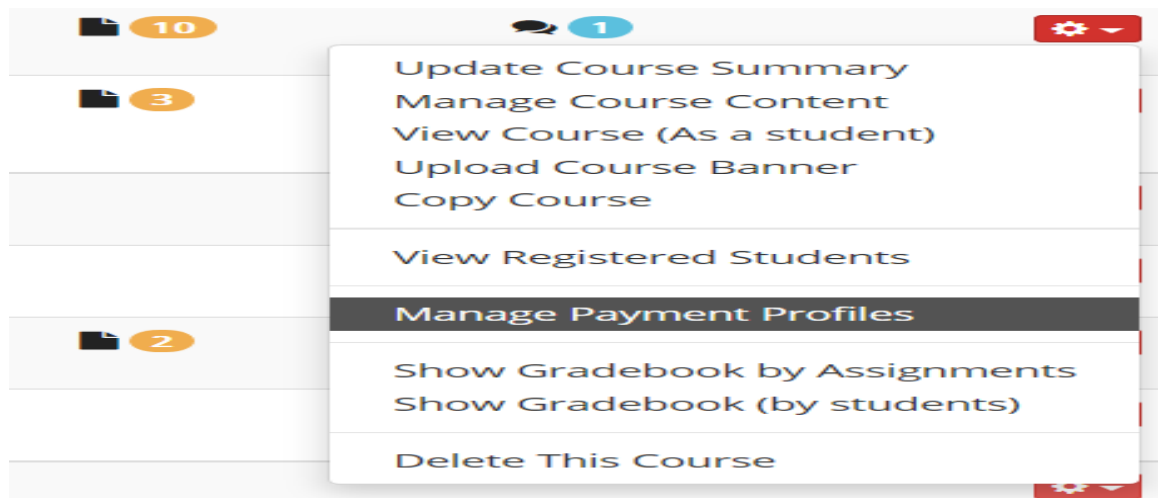 10
1
Update Course Summary
3
Manage Course Content
View Course (As a student)
Upload Course Banner
Copy Course
View Registered Students
Manage Payment Profiles
2
Show Gradebook by Assignments
Show Gradebook (by students)
Delete This Course